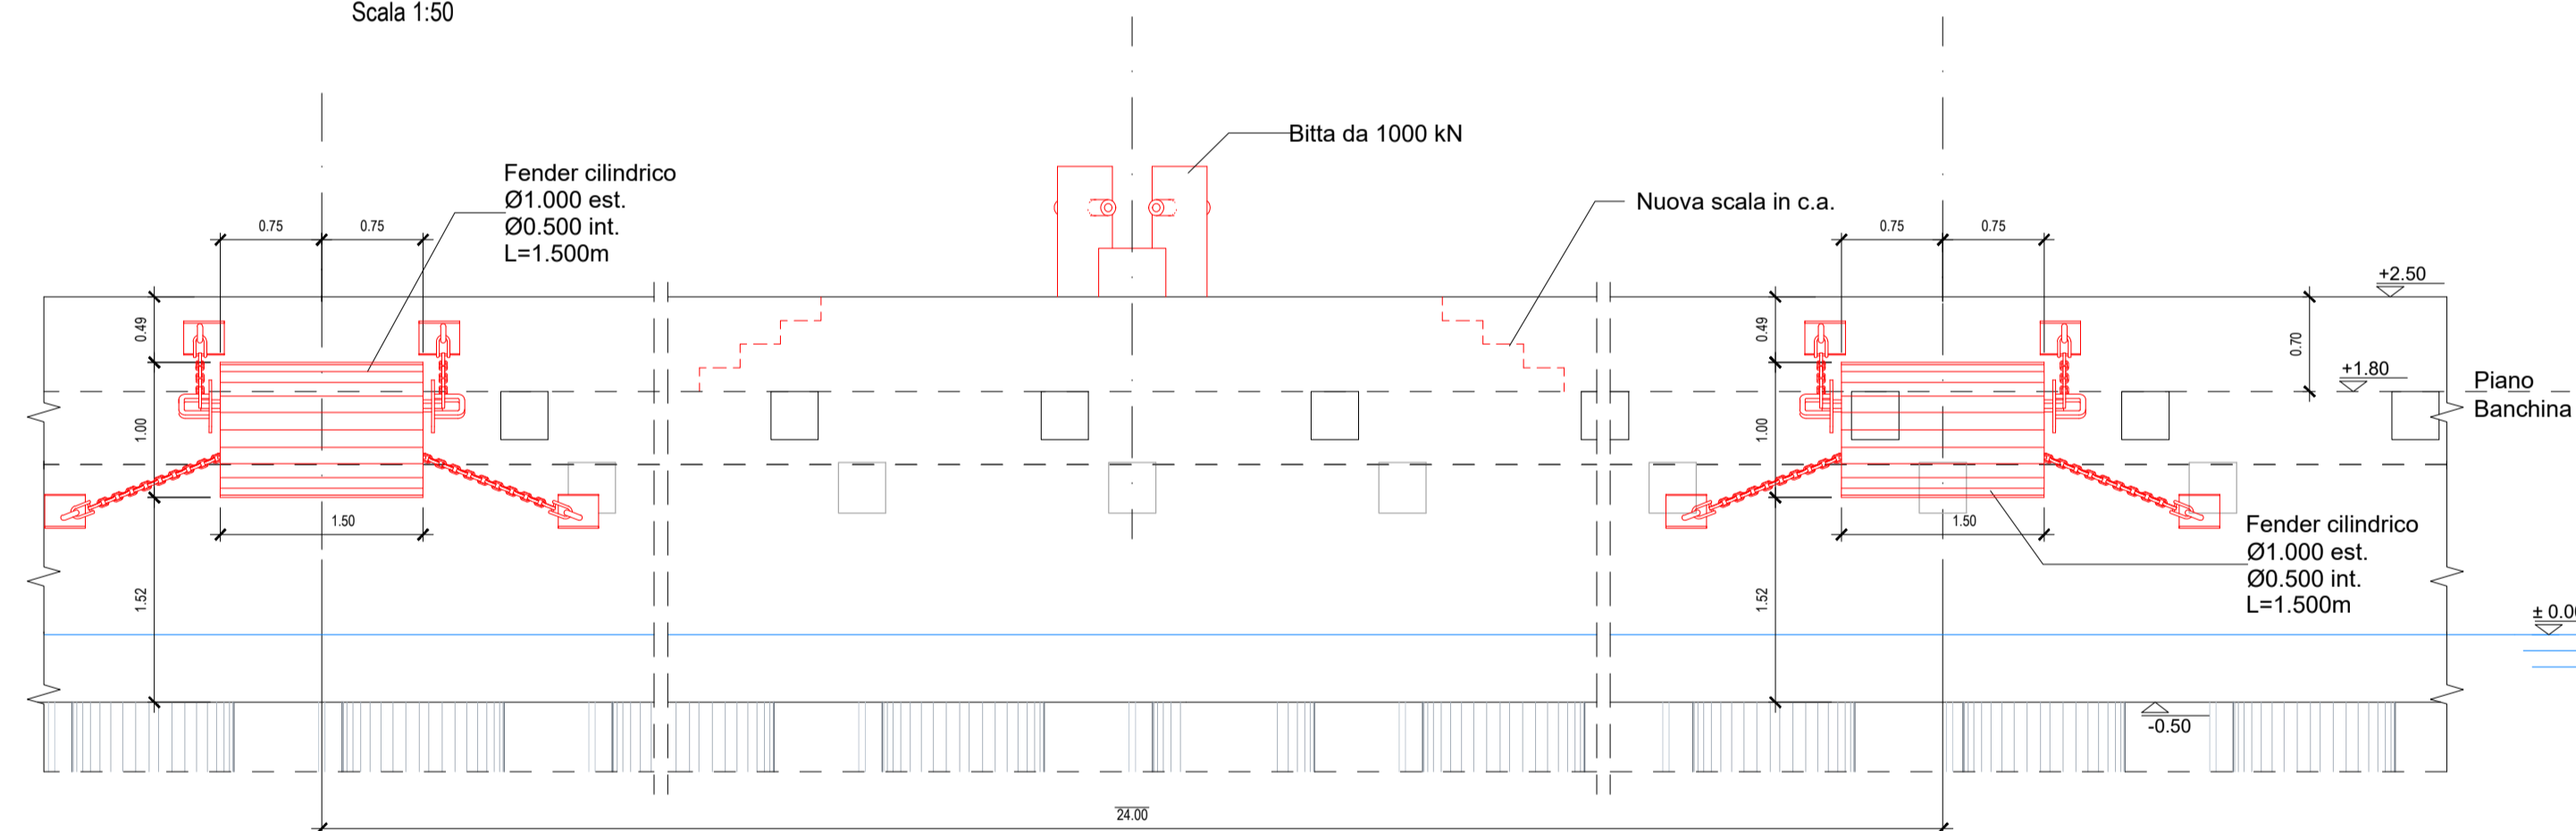 Scala 1:50
Bitta da 1000 kN
Fender cilindrico
Ø1.000 est.
Ø0.500 int.
L=1.500m
Nuova scala in c.a.
0.75
0.75
0.75
0.75
+2.50
0.49
0.49
0.70
+1.80
Piano
Banchina
1.00
1.00
1.50
1.50
Fender cilindrico
Ø1.000 est.
Ø0.500 int.
L=1.500m
1.52
1.52
± 0.0
-0.50
24.00